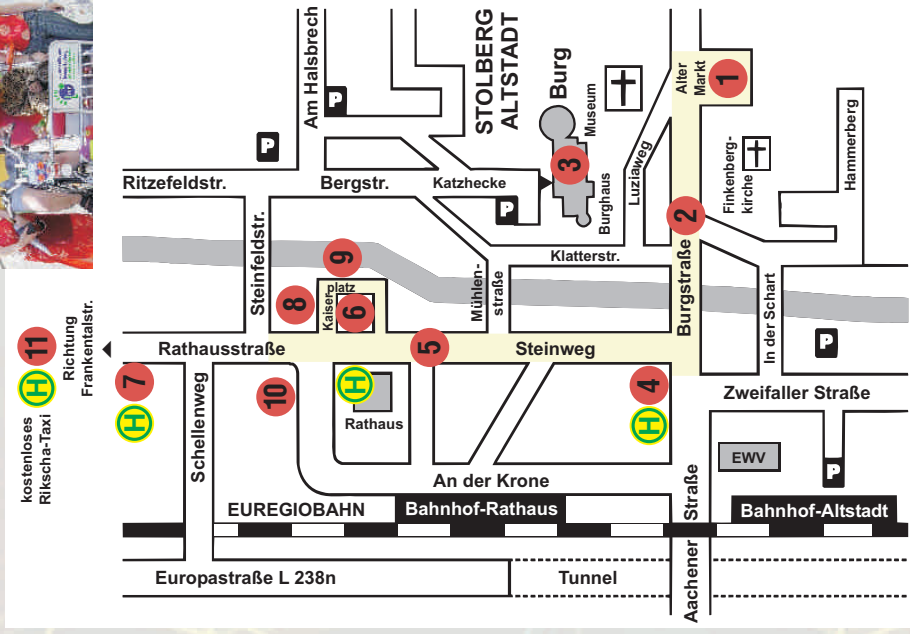 Am Halsbrech
P
STOLBERG
ALTSTADT
Burg
Museum
3
Burghaus
Alter
Markt
1
P
Ritzefeldstr.
Bergstr.
Katzhecke
P
Luziaweg
Finkenberg-
kirche
Hammerberg
2
Steinfeldstr.
9
8
Kaiser-
platz
6
Mühlen-
straße
Klatterstr.
Burgstraße
In der Schart
P
kostenloses
Rikscha-Taxi
H
11
Richtung
Frankentalstr.
Rathausstraße
5
Steinweg
7
H
Schellenweg
10
H
Rathaus
4
H
Zweifaller Straße
EWV
P
An der Krone
EUREGIOBAHN
Bahnhof-Rathaus
Aachener Straße
Bahnhof-Altstadt
Europastraße L 238n
Tunnel